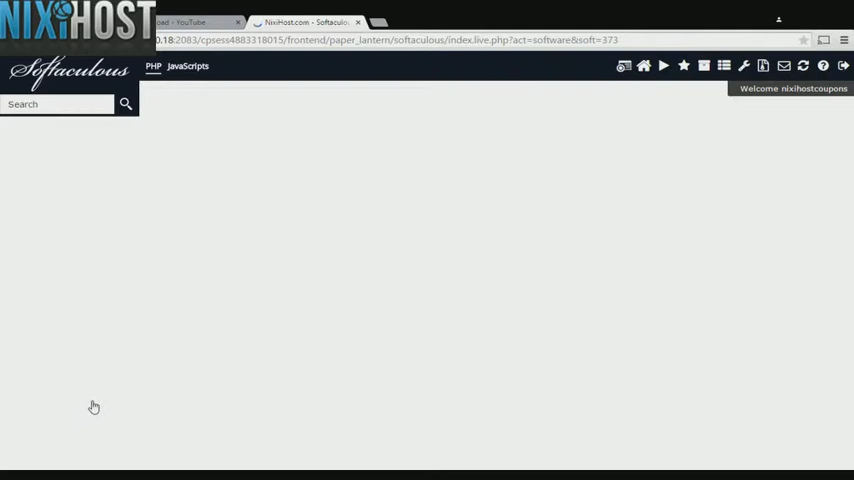 NIXIHOST
oad - YouTube
NixiHost.com - Softaculou
0.18:2083/cpsess4883318015/frontend/paper_lantern/softaculous/index.live.php?act=software&soft=373
Softaculous
PHP JavaScripts
Welcome nixihostcoupons
Search